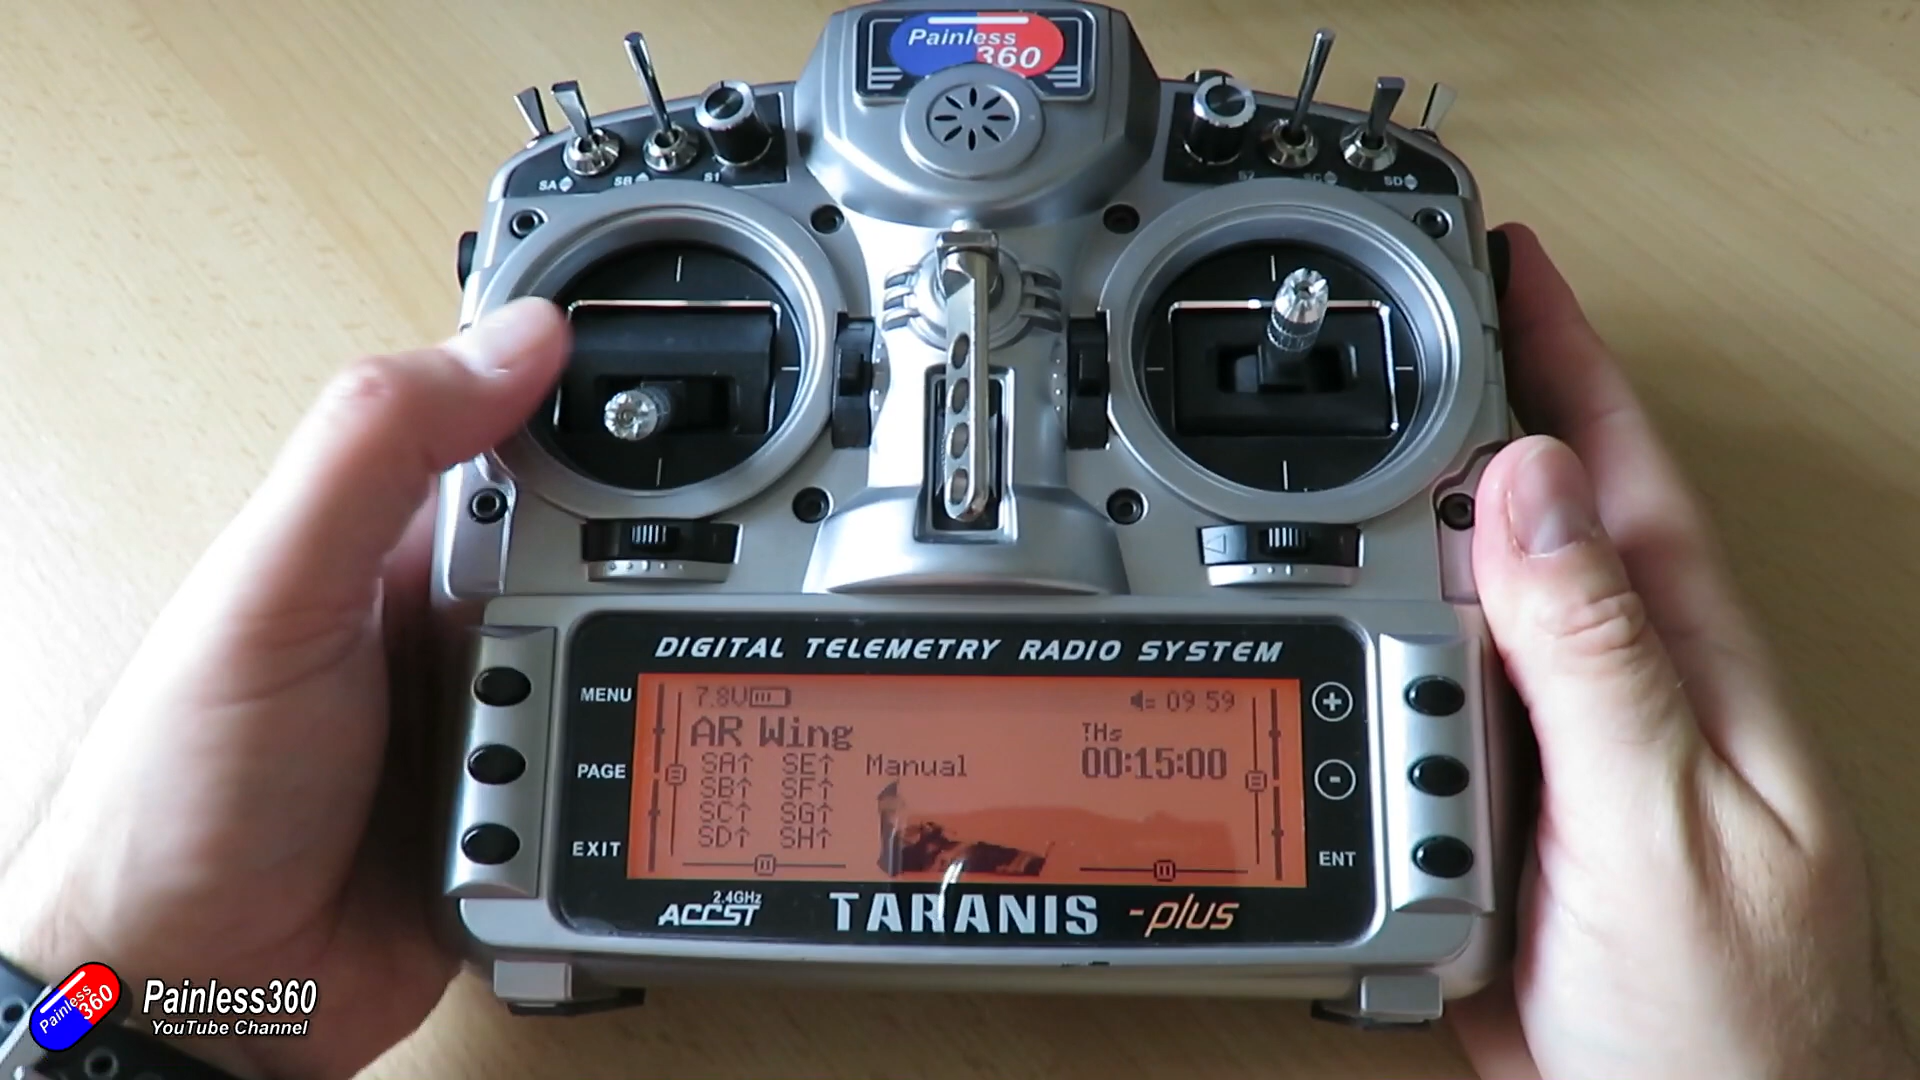 Painless
360
SA
SB
S1
S2
SC
SD
DIGITAL TELEMETRY RADIO SYSTEM
MENU
PAGE
EXIT
7.8V
09:59
AR Wing
THs
SA↑ SE↑ Manual 00:15:00
SB↑ SF↑
SC↑ SG↑
SD↑ SH↑
+
-
ENT
2.4GHz
ACCST
TARANIS -plus
Painless
360
Painless360
YouTube Channel